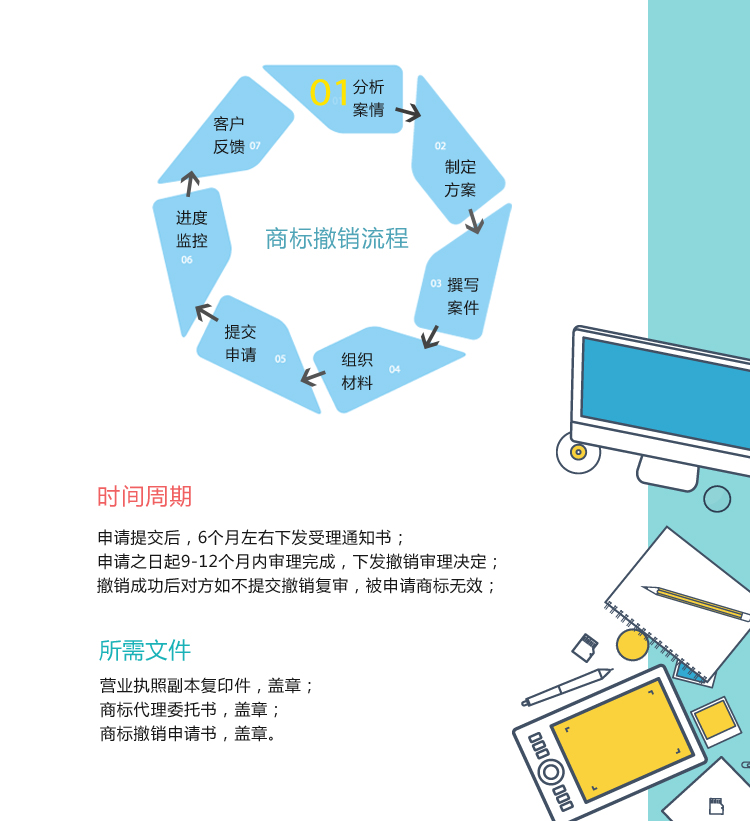 01
分析
案情
02
制定
方案
03
撰写
案件
04
组织
材料
05
提交
申请
06
进度
监控
07
客户
反馈
商标撤销流程
时间周期
申请提交后，6个月左右下发受理通知书；
申请之日起9-12个月内审理完成，下发撤销审理决定；
撤销成功后对方如不提交撤销复审，被申请商标无效；
所需文件
营业执照副本复印件，盖章；
商标代理委托书，盖章；
商标撤销申请书，盖章。